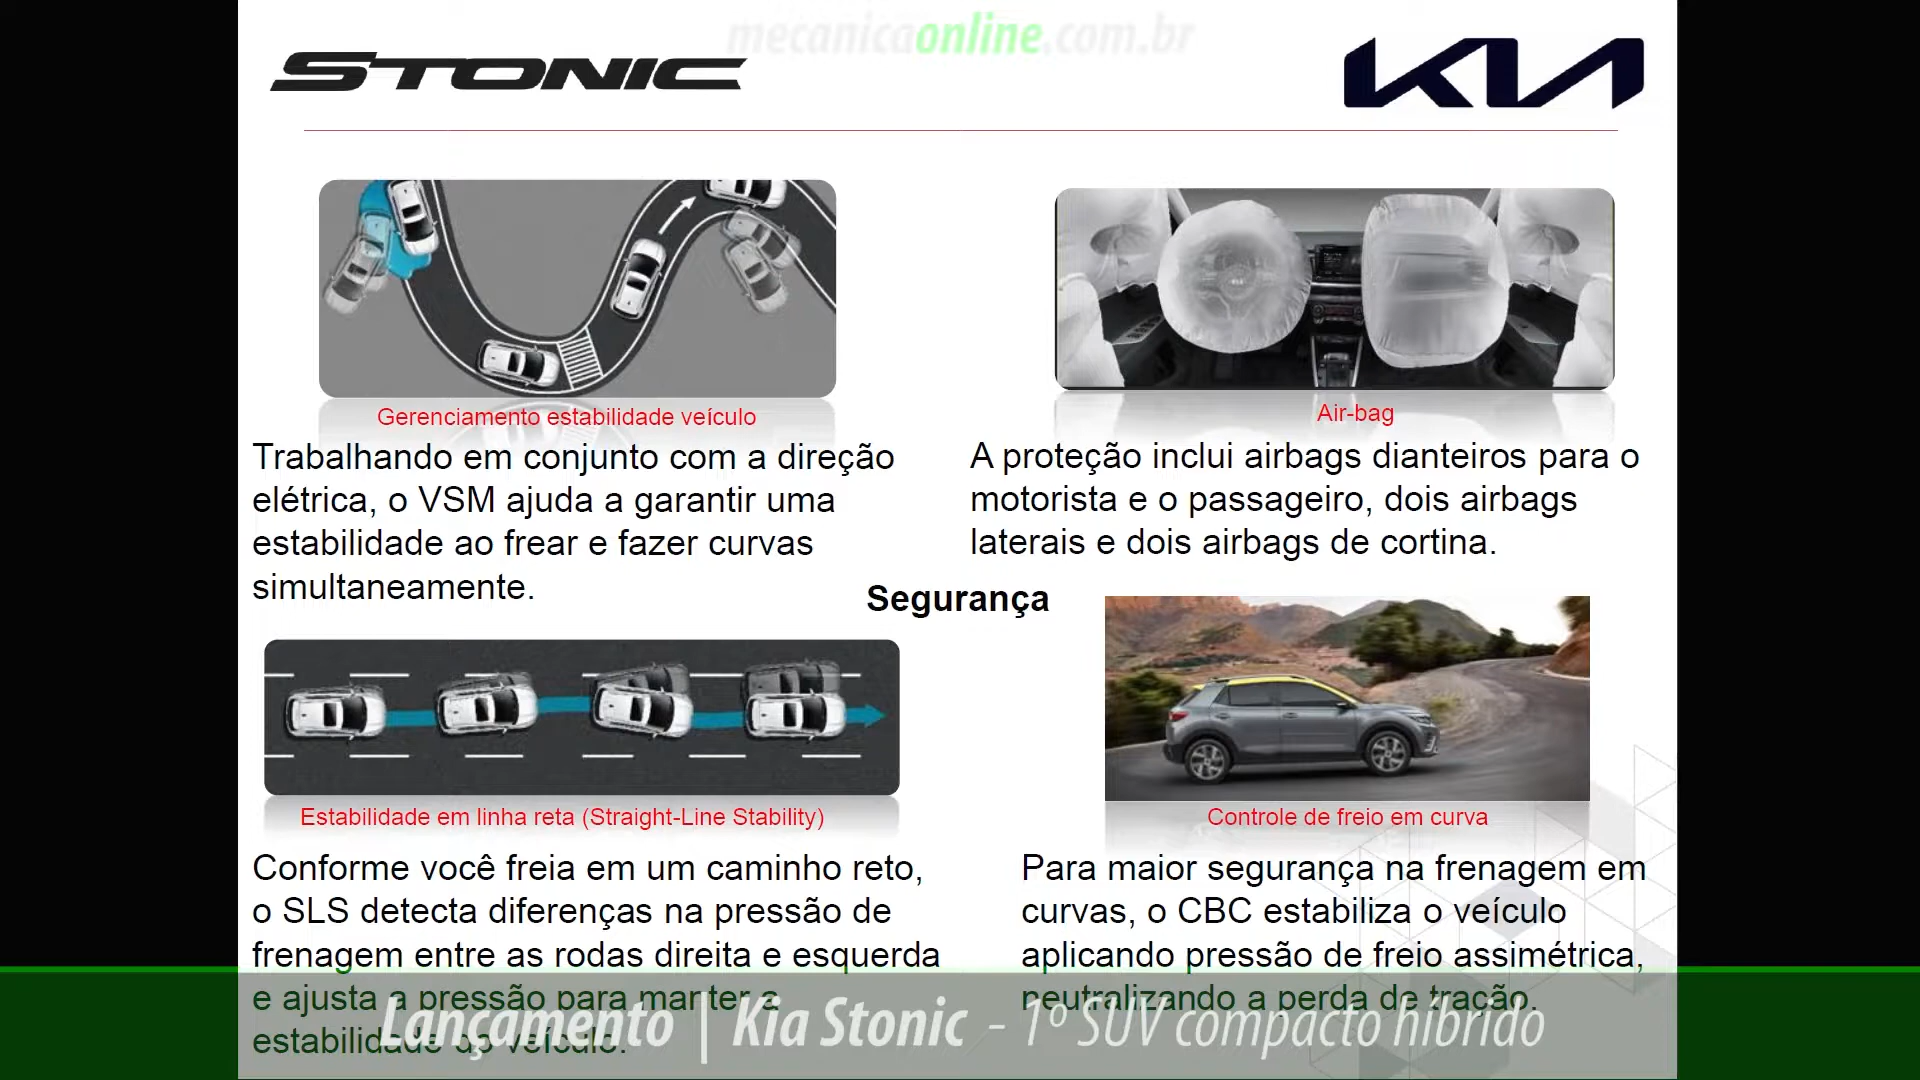 mecanicaonline.com.br
STONIC
KIA
Gerenciamento estabilidade veículo
Trabalhando em conjunto com a direção
elétrica, o VSM ajuda a garantir uma
estabilidade ao frear e fazer curvas
simultaneamente.
Air-bag
A proteção inclui airbags dianteiros para o
motorista e o passageiro, dois airbags
laterais e dois airbags de cortina.
Segurança
Estabilidade em linha reta (Straight-Line Stability)
Conforme você freia em um caminho reto,
o SLS detecta diferenças na pressão de
frenagem entre as rodas direita e esquerda
e ajusta a pressão para manter a
estabilidade do veículo.
Controle de freio em curva
Para maior segurança na frenagem em
curvas, o CBC estabiliza o veículo
aplicando pressão de freio assimétrica,
neutralizando a perda de tração.
Lançamento | Kia Stonic - 1º SUV compacto híbrido